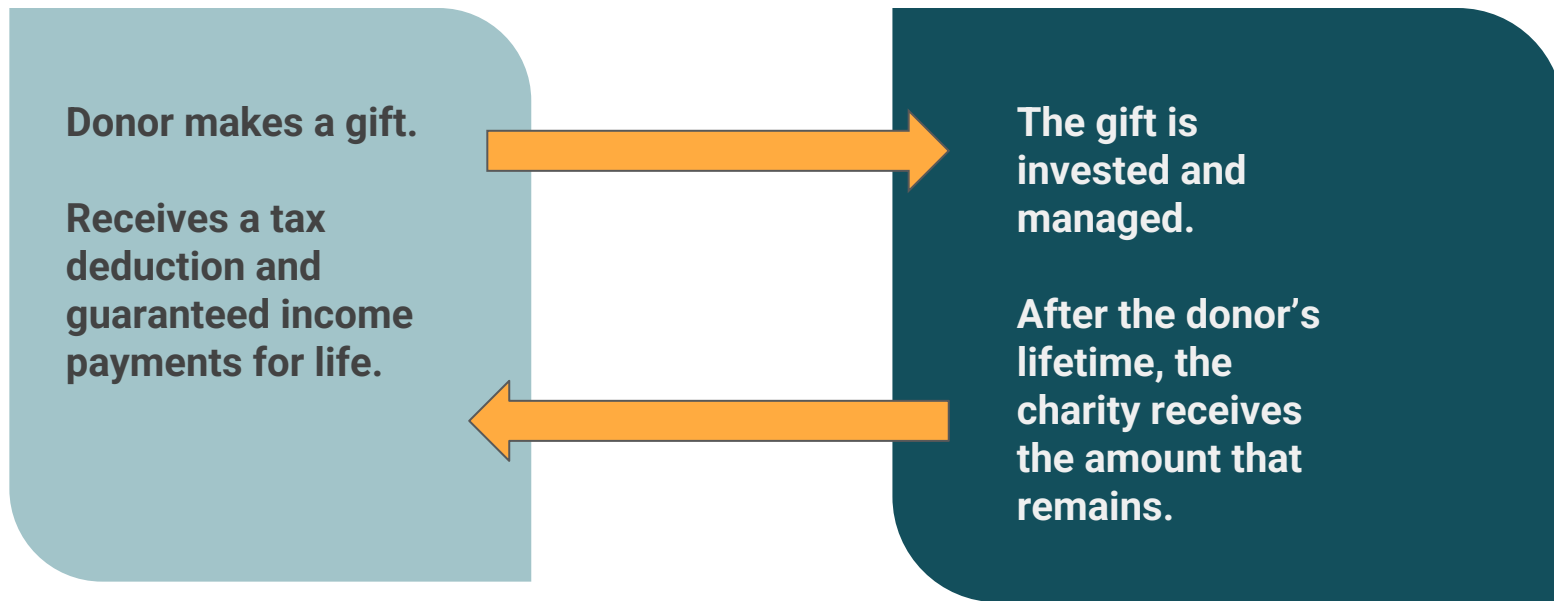 Donor makes a gift.
Receives a tax
deduction and
guaranteed income
payments for life.
The gift is
invested and
managed.
After the donor’s
lifetime, the
charity receives
the amount that
remains.